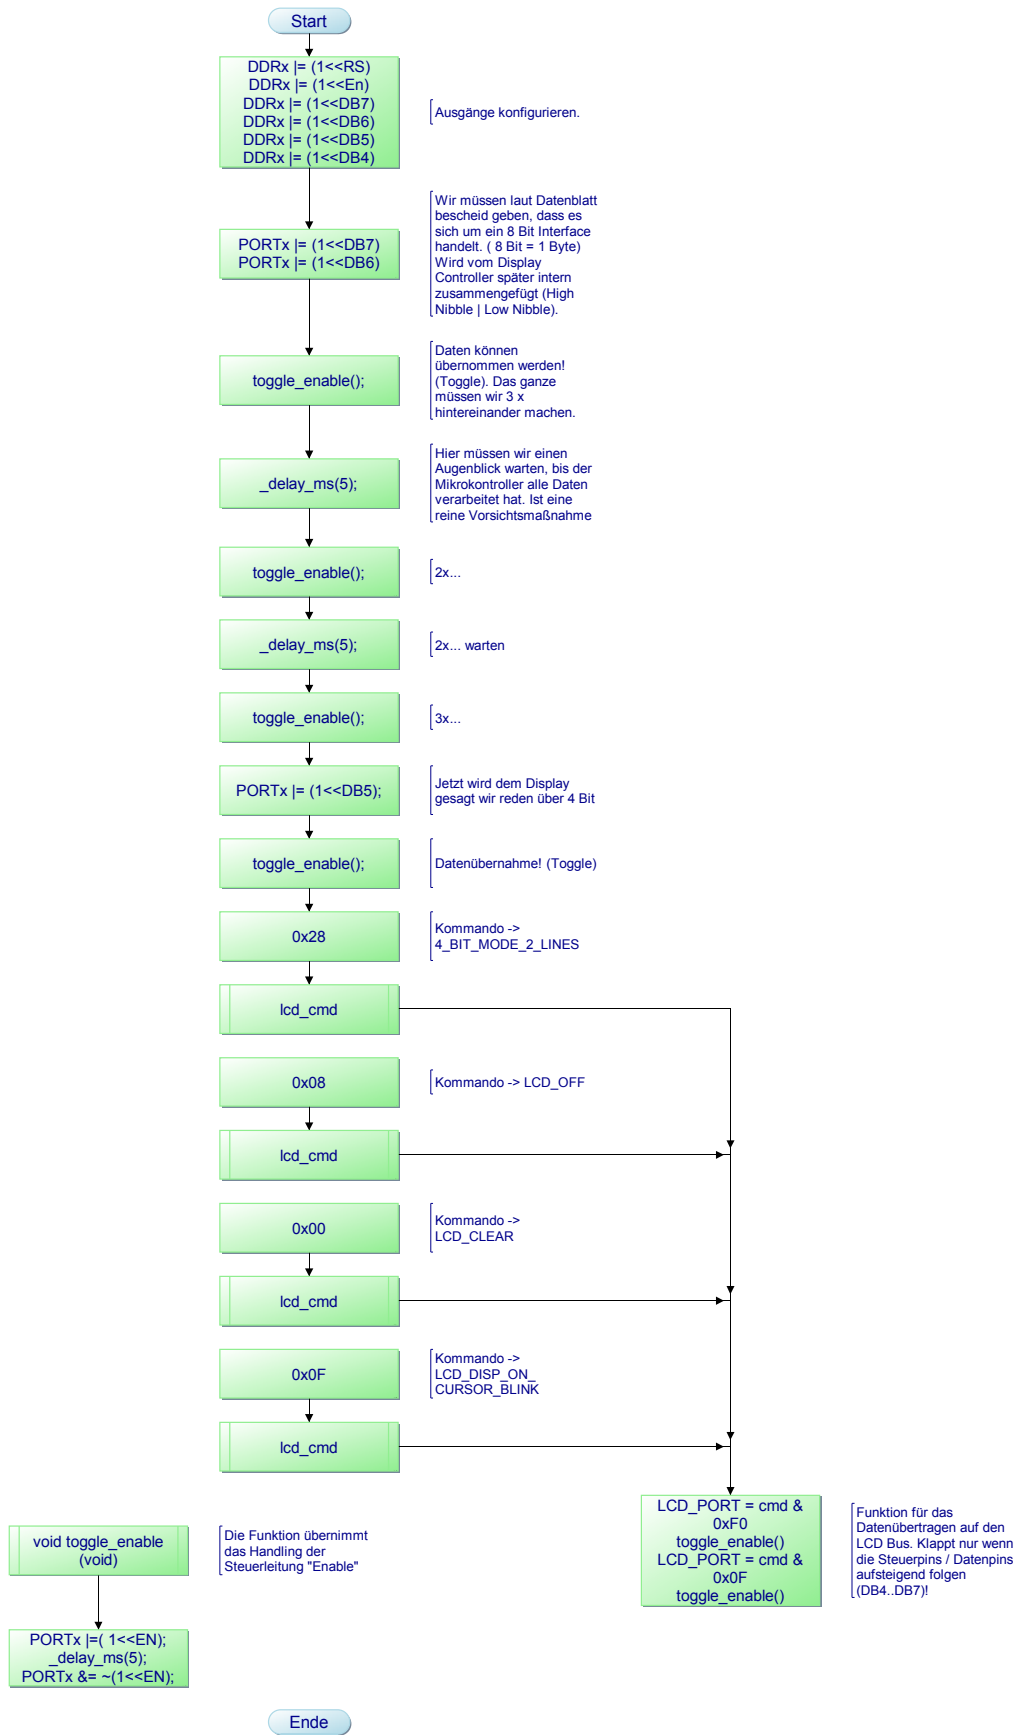 Start
DDRx |= (1<<RS)
DDRx |= (1<<En)
DDRx |= (1<<DB7)
DDRx |= (1<<DB6)
DDRx |= (1<<DB5)
DDRx |= (1<<DB4)
Ausgänge konfigurieren.
PORTx |= (1<<DB7)
PORTx |= (1<<DB6)
Wir müssen laut Datenblatt
bescheid geben, dass es
sich um ein 8 Bit Interface
handelt. ( 8 Bit = 1 Byte)
Wird vom Display
Controller später intern
zusammengefügt (High
Nibble | Low Nibble).
toggle_enable();
Daten können
übernommen werden!
(Toggle). Das ganze
müssen wir 3 x
hintereinander machen.
_delay_ms(5);
Hier müssen wir einen
Augenblick warten, bis der
Mikrokontroller alle Daten
verarbeitet hat. Ist eine
reine Vorsichtsmaßnahme
toggle_enable();
2x...
_delay_ms(5);
2x... warten
toggle_enable();
3x...
PORTx |= (1<<DB5);
Jetzt wird dem Display
gesagt wir reden über 4 Bit
toggle_enable();
Datenübernahme! (Toggle)
0x28
Kommando ->
4_BIT_MODE_2_LINES
lcd_cmd
0x08
Kommando -> LCD_OFF
lcd_cmd
0x00
Kommando ->
LCD_CLEAR
lcd_cmd
0x0F
Kommando ->
LCD_DISP_ON_
CURSOR_BLINK
lcd_cmd
LCD_PORT = cmd &
0xF0
toggle_enable()
LCD_PORT = cmd &
0x0F
toggle_enable()
Funktion für das
Datenübertragen auf den
LCD Bus. Klappt nur wenn
die Steuerpins / Datenpins
aufsteigend folgen
(DB4..DB7)!
void toggle_enable
(void)
Die Funktion übernimmt
das Handling der
Steuerleitung "Enable"
PORTx |=( 1<<EN);
_delay_ms(5);
PORTx &= ~(1<<EN);
Ende